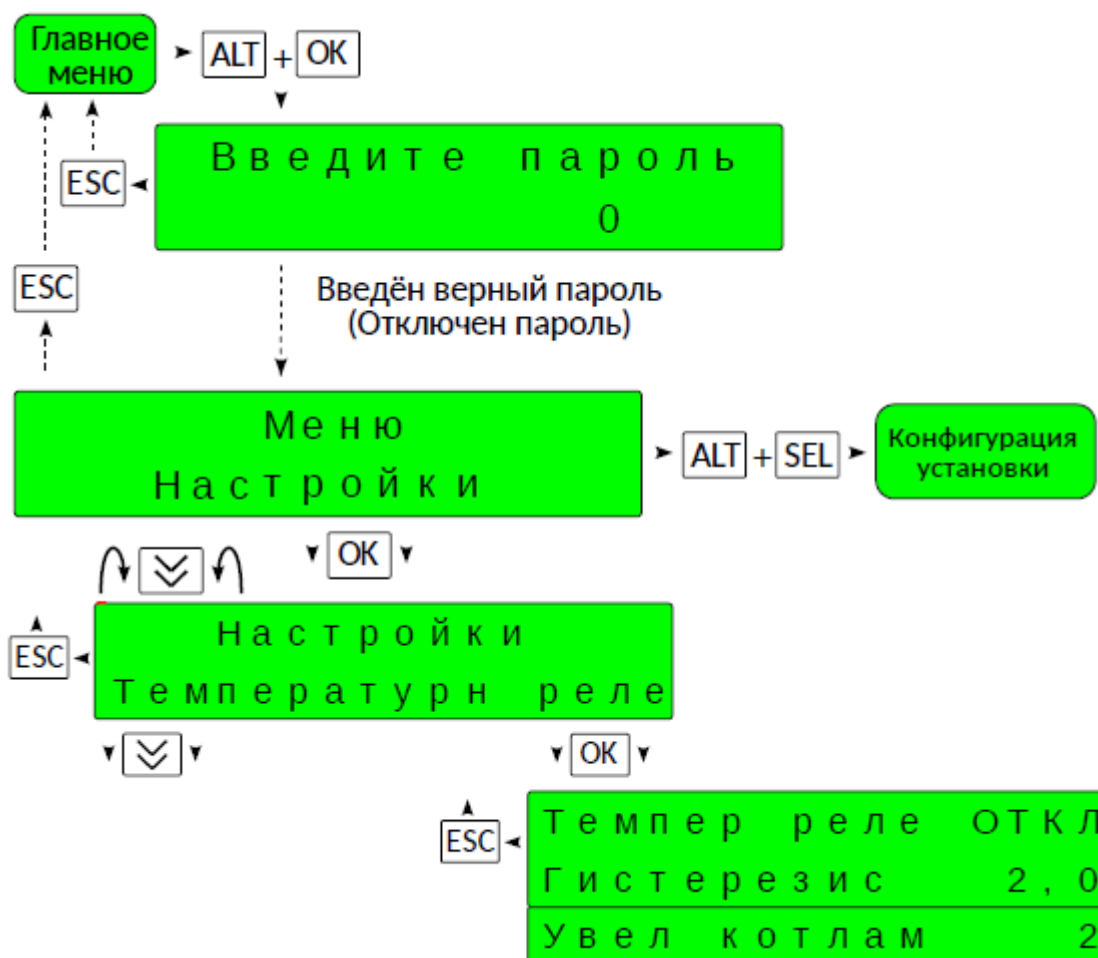 Главное
меню
ALT + OK
Введите пароль
0
ESC
ESC
Введён верный пароль
(Отключен пароль)
Меню
Настройки
ALT + SEL
Конфигурация
установки
OK
Настройки
Температурн реле
ESC
OK
ESC
Темпер реле ОТКЛ
Гистерезис 2,0
Увел котлам 2